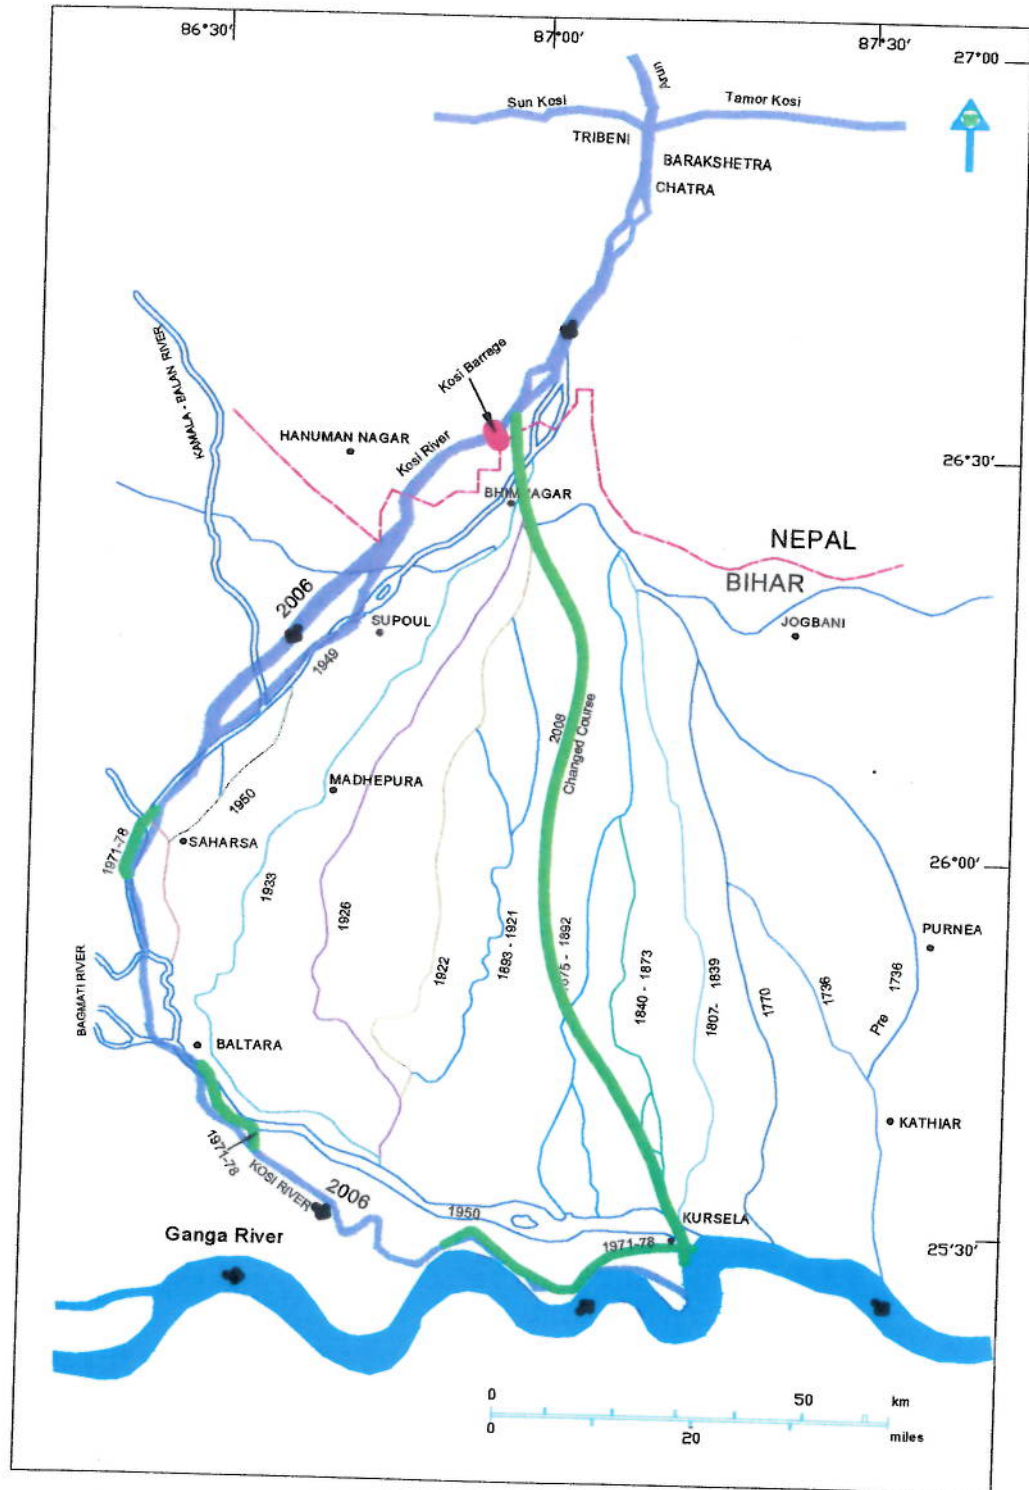 86°30′
87°00′
87°30′
27°00
Arun
Sun Kosi
Tamor Kosi
TRIBENI
BARAKSHETRA
CHATRA
KAMALA - BALAN RIVER
Kosi Barrage
HANUMAN NAGAR
Kosi River
26°30′
BHIMNAGAR
NEPAL
BIHAR
2006
SUPOUL
JOGBANI
1949
2008
Changed Course
MADHEPURA
1950
SAHARSA
1971-78
26°00′
1933
1926
1922
1893 - 1921
1875 - 1892
1840 - 1873
1807- 1839
1770
1736
1736
Pre
PURNEA
BAGMATI RIVER
BALTARA
KATHIAR
1971-78
KOSI RIVER
2006
1950
KURSELA
Ganga River
1971-78
25°30′
0
50
km
0
20
miles